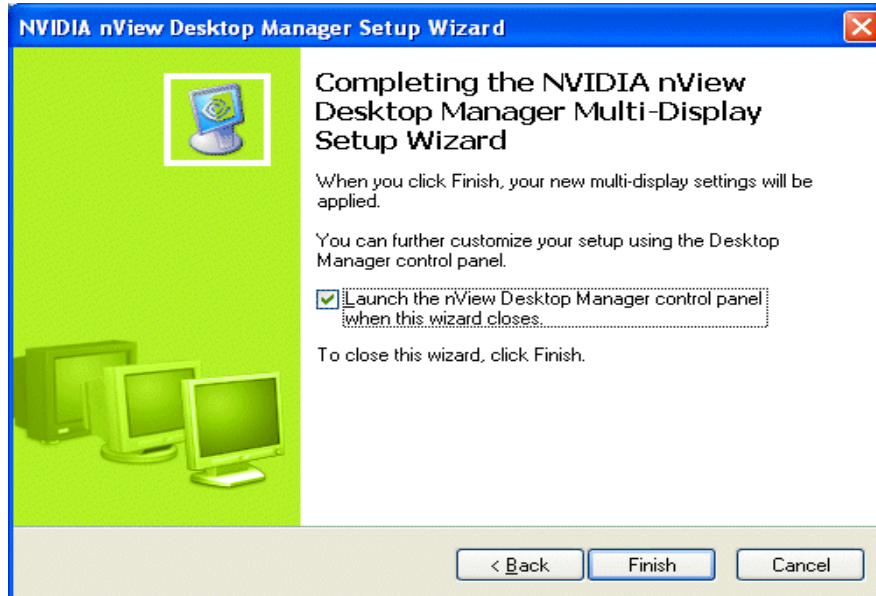 NVIDIA nView Desktop Manager Setup Wizard
Completing the NVIDIA nView
Desktop Manager Multi-Display
Setup Wizard
When you click Finish, your new multi-display settings will be
applied.
You can further customize your setup using the Desktop
Manager control panel.
Launch the nView Desktop Manager control panel
when this wizard closes.
To close this wizard, click Finish.
< Back
Finish
Cancel